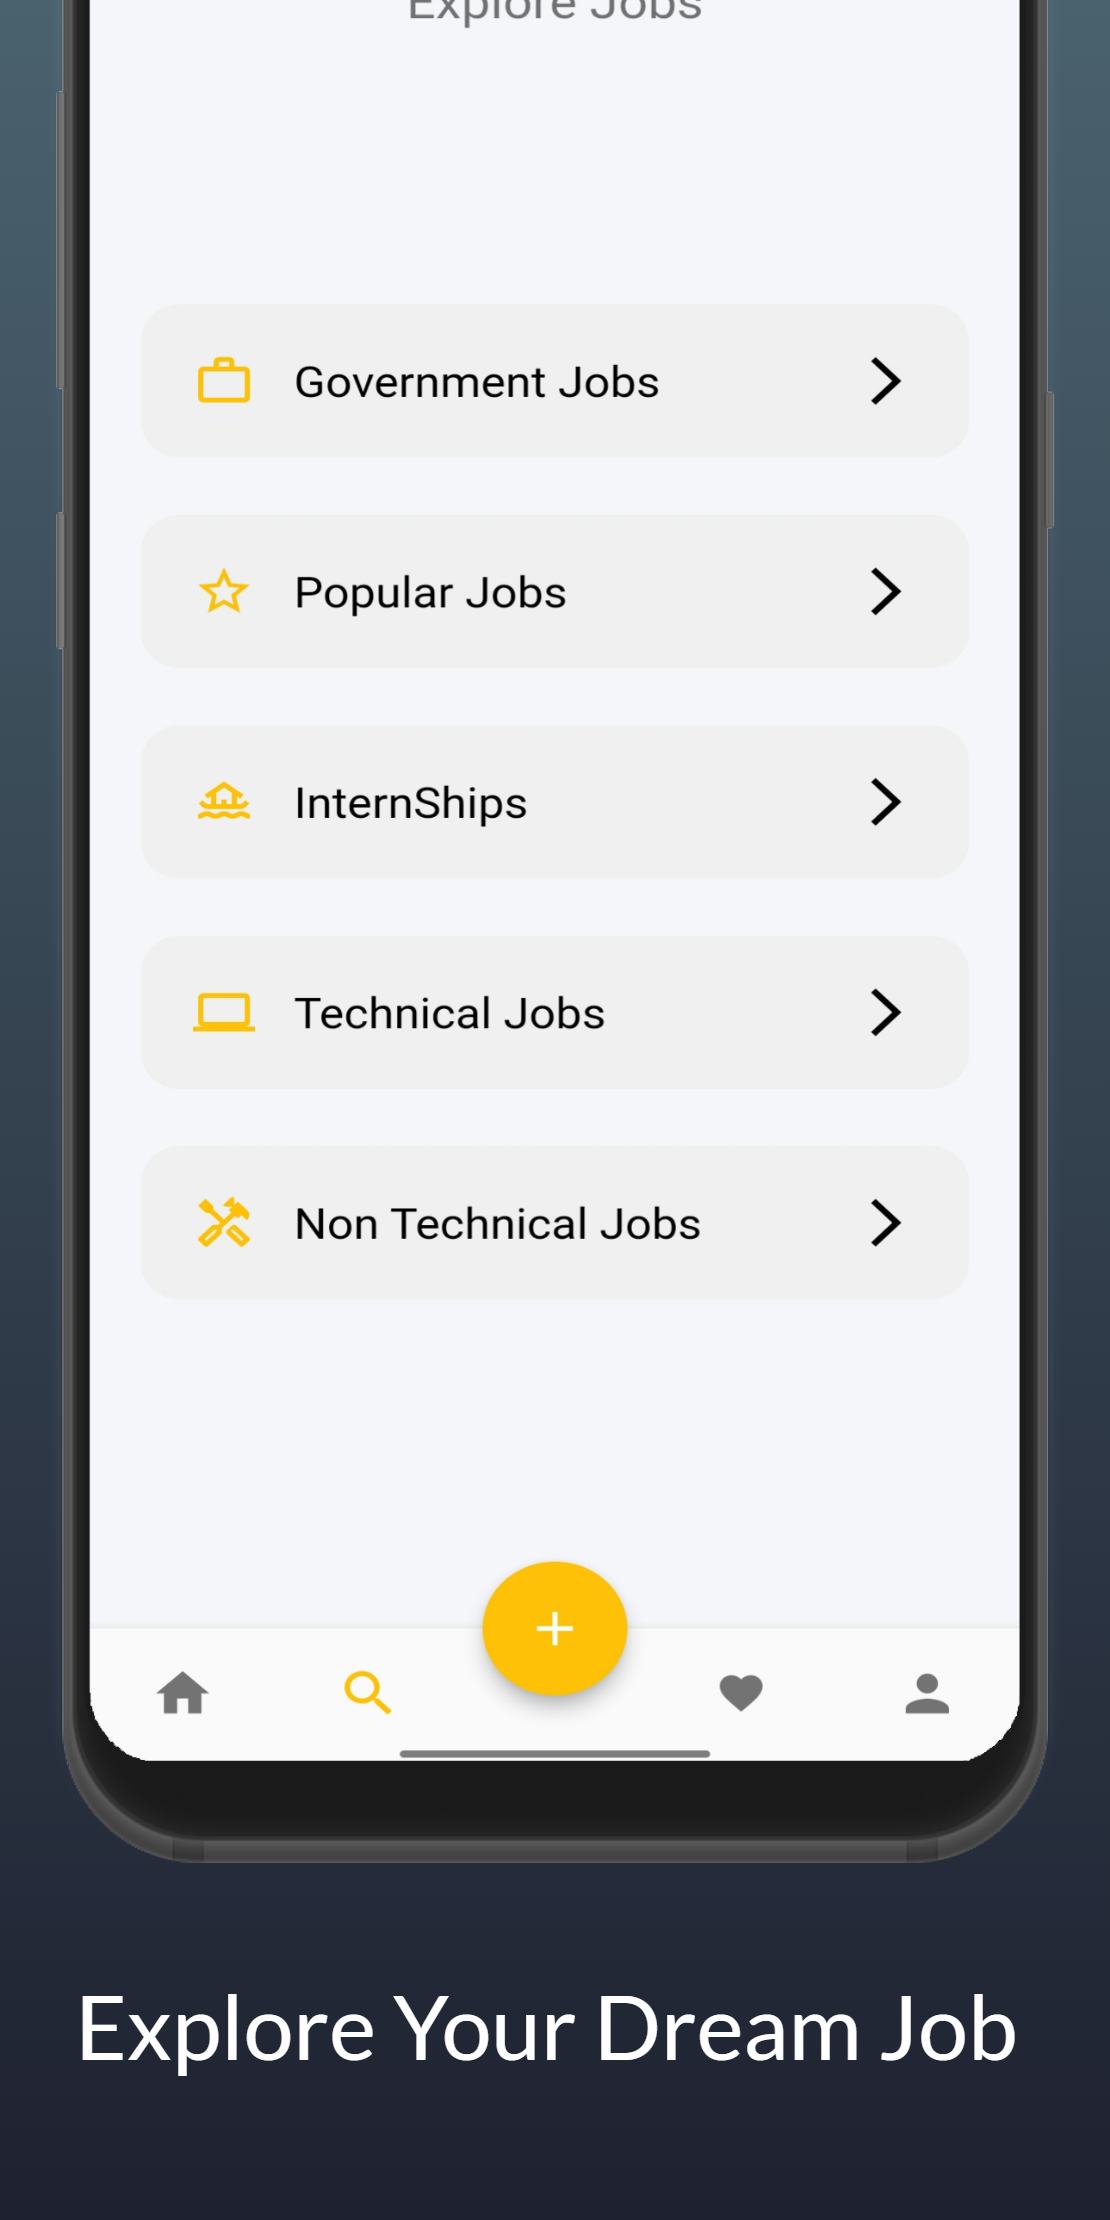 Explore Jobs
Government Jobs
Popular Jobs
InternShips
Technical Jobs
Non Technical Jobs
Explore Your Dream Job